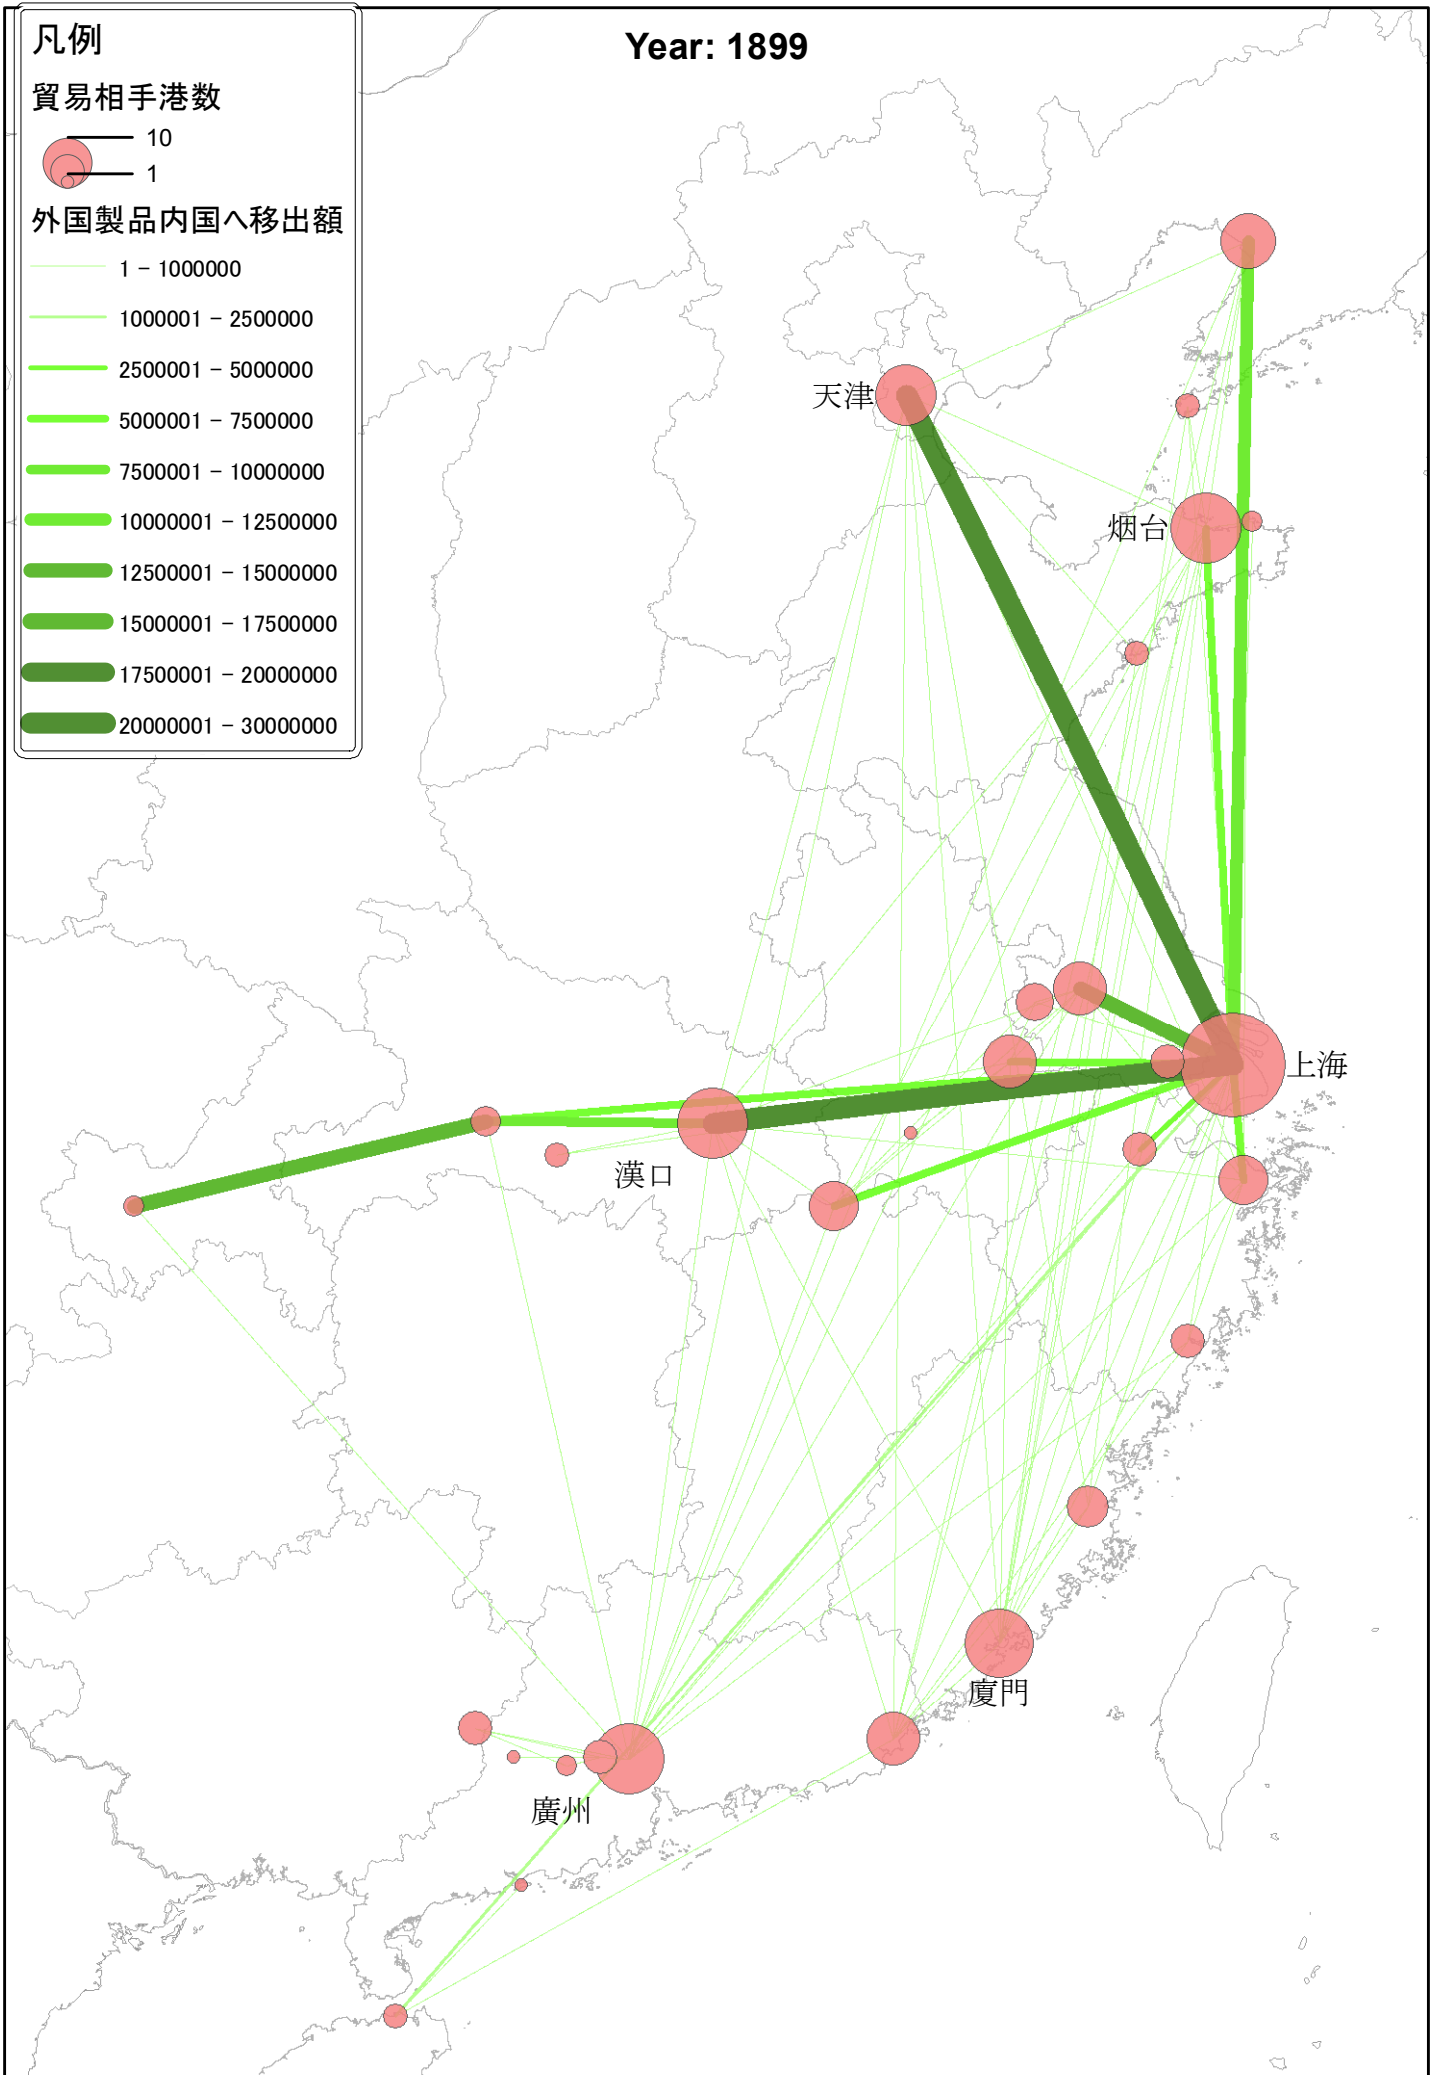 Year: 1899
凡例
貿易相手港数
10
1
外国製品内国へ移出額
1 - 1000000
1000001 - 2500000
2500001 - 5000000
5000001 - 7500000
7500001 - 10000000
10000001 - 12500000
12500001 - 15000000
15000001 - 17500000
17500001 - 20000000
20000001 - 30000000
天津
烟台
上海
漢口
廈門
廣州